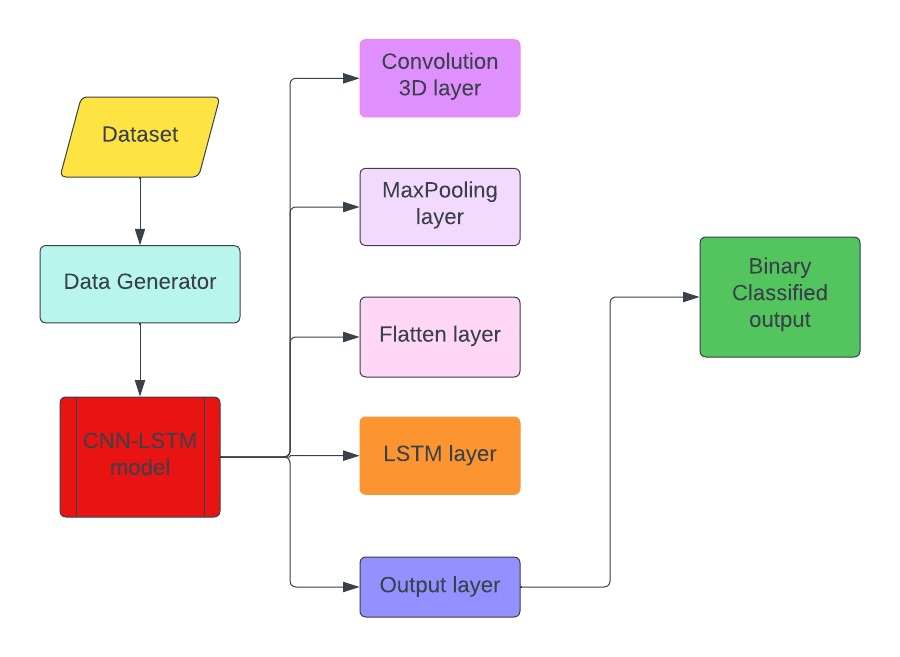 Dataset
Data Generator
CNN-LSTM
model
Convolution
3D layer
MaxPooling
layer
Flatten layer
LSTM layer
Output layer
Binary
Classified
output